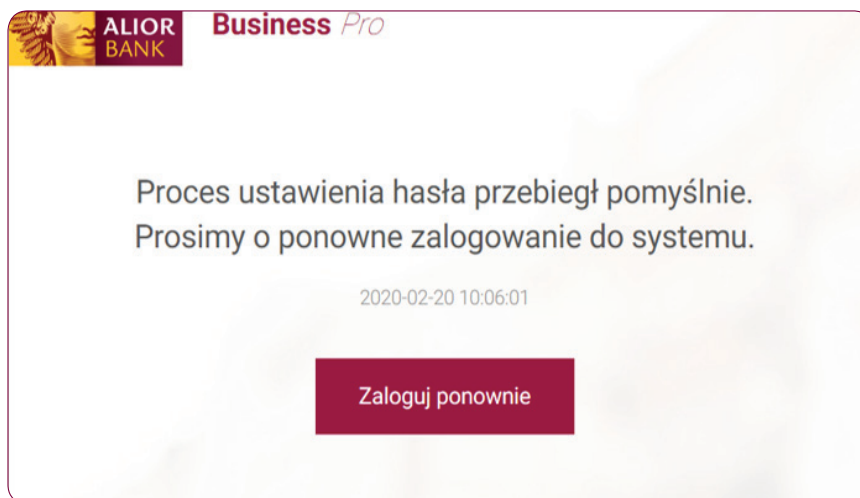 ALIOR
BANK
Business Pro
Proces ustawienia hasła przebiegł pomyślnie.
Prosimy o ponowne zalogowanie do systemu.
2020-02-20 10:06:01
Zaloguj ponownie